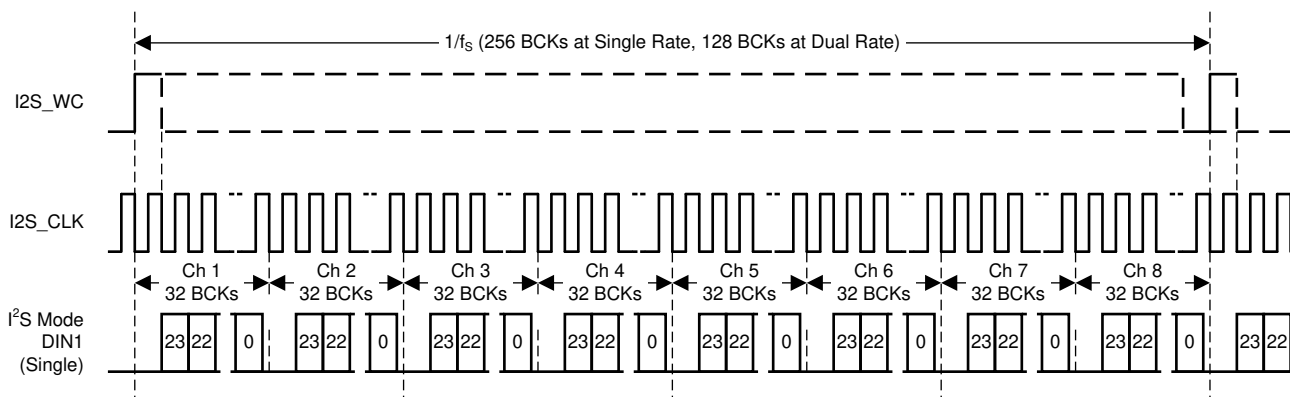 1/fS (256 BCKs at Single Rate, 128 BCKs at Dual Rate)
I2S_WC
I2S_CLK
Ch 1 Ch 2 Ch 3 Ch 4 Ch 5 Ch 6 Ch 7 Ch 8
32 BCKs 32 BCKs 32 BCKs 32 BCKs 32 BCKs 32 BCKs 32 BCKs 32 BCKs
I²S Mode
DIN1
(Single)
23 22 0 23 22 0 23 22 0 23 22 0 23 22 0 23 22 0 23 22 0 23 22 0 23 22